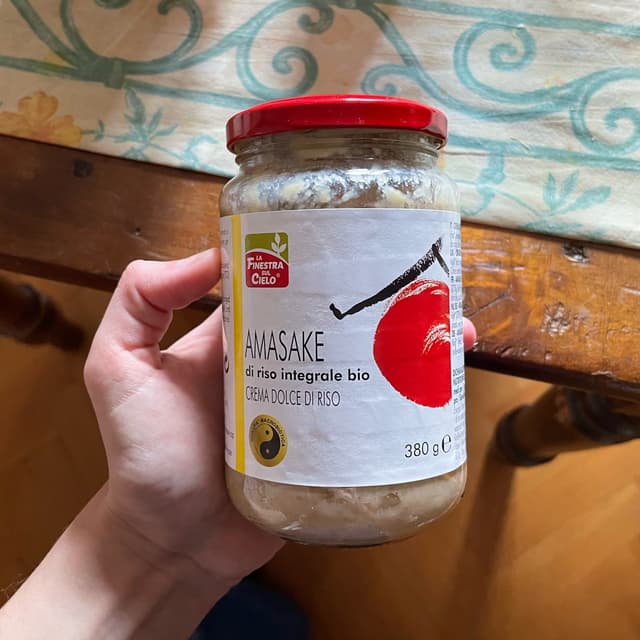 LA
FINESTRA
SUL
CIELO®
AMASAKE
di riso integrale bio
CREMA DOLCE DI RISO
380 g ℮